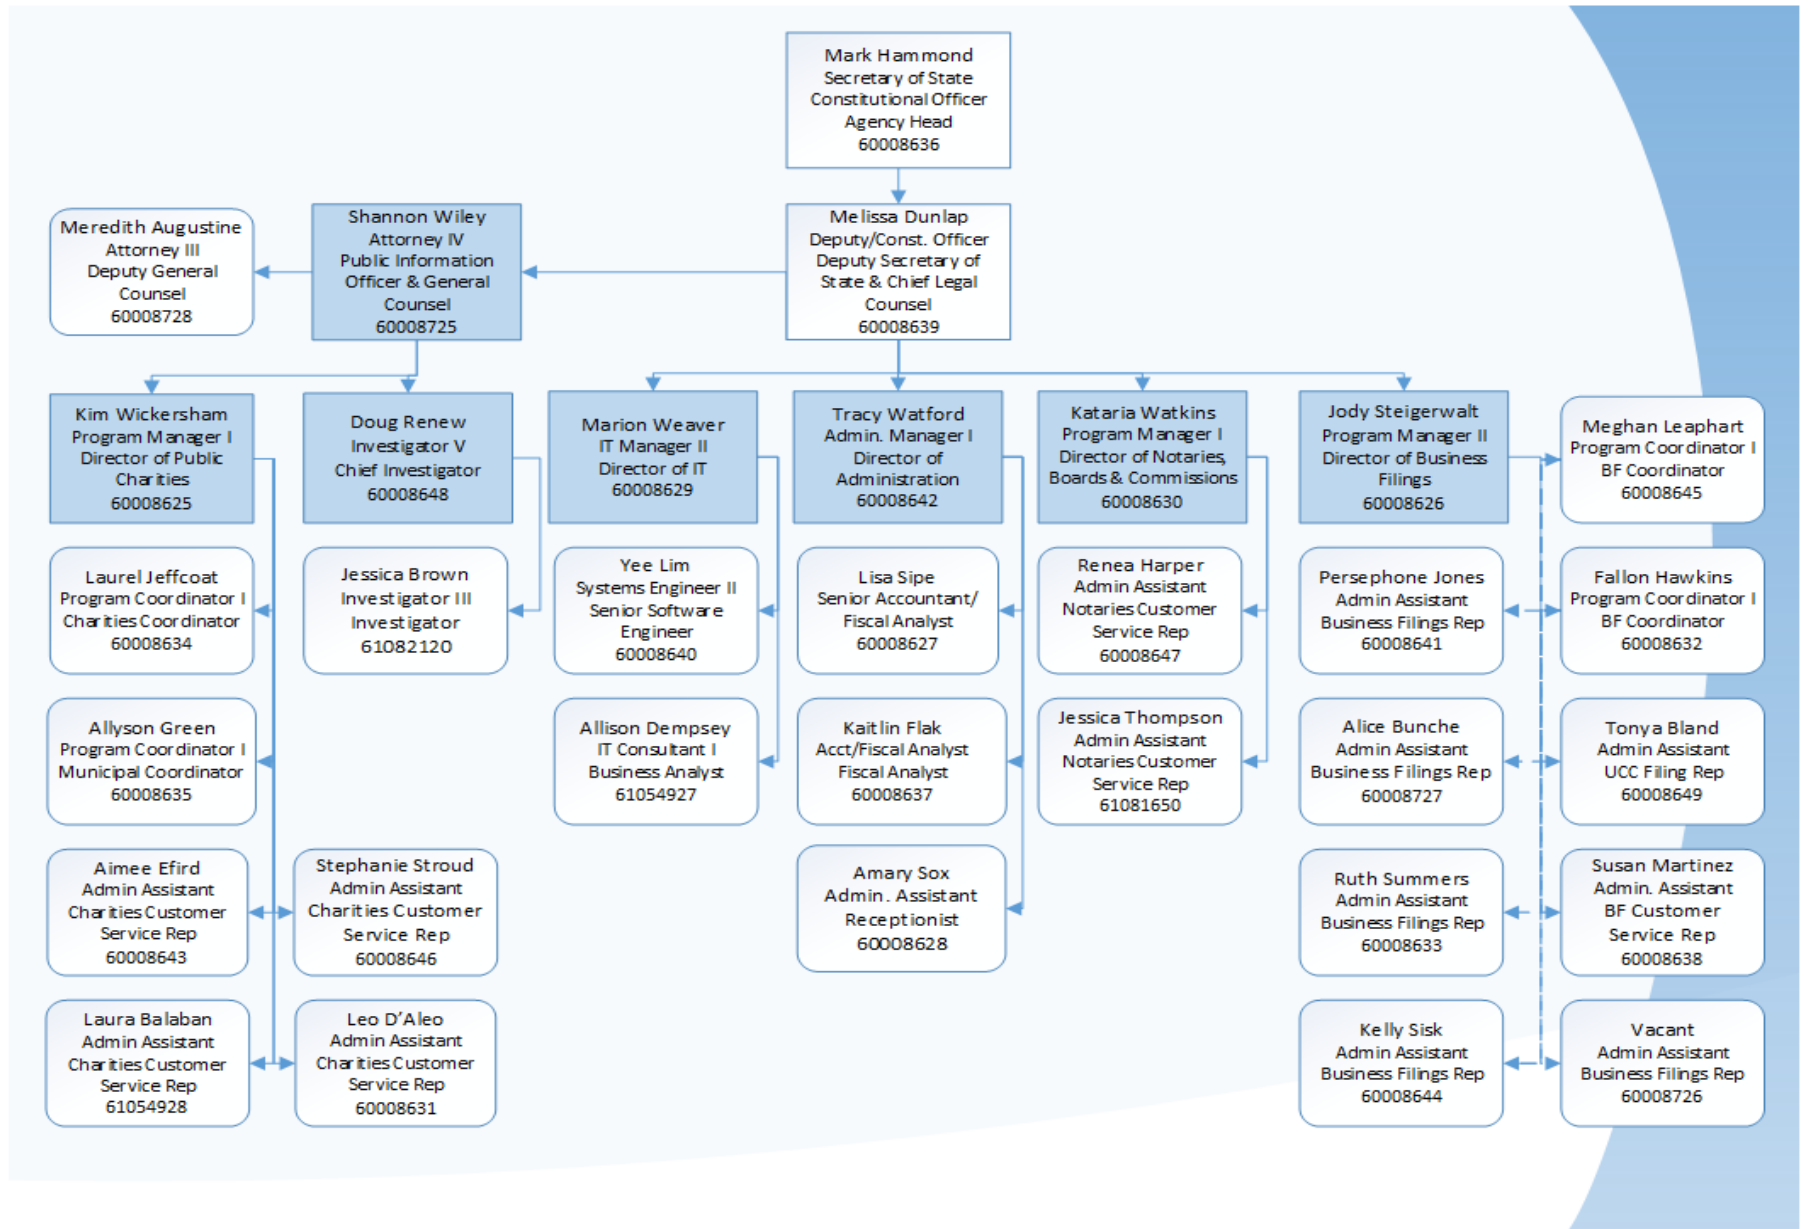 Mark Hammond
Secretary of State
Constitutional Officer
Agency Head
60008636
Meredith Augustine
Attorney III
Deputy General
Counsel
60008728
Shannon Wiley
Attorney IV
Public Information
Officer & General
Counsel
60008725
Melissa Dunlap
Deputy/Const. Officer
Deputy Secretary of
State & Chief Legal
Counsel
60008639
Kim Wickersham
Program Manager I
Director of Public
Charities
60008625
Doug Renew
Investigator V
Chief Investigator
60008648
Marion Weaver
IT Manager II
Director of IT
60008629
Tracy Watford
Admin. Manager I
Director of
Administration
60008642
Kataria Watkins
Program Manager I
Director of Notaries,
Boards & Commissions
60008630
Jody Steigerwalt
Program Manager II
Director of Business
Filings
60008626
Meghan Leaphart
Program Coordinator I
BF Coordinator
60008645
Laurel Jeffcoat
Program Coordinator I
Charities Coordinator
60008634
Jessica Brown
Investigator III
Investigator
61082120
Yee Lim
Systems Engineer II
Senior Software
Engineer
60008640
Lisa Sipe
Senior Accountant/
Fiscal Analyst
60008627
Renea Harper
Admin Assistant
Notaries Customer
Service Rep
60008647
Persephone Jones
Admin Assistant
Business Filings Rep
60008641
Fallon Hawkins
Program Coordinator I
BF Coordinator
60008632
Allyson Green
Program Coordinator I
Municipal Coordinator
60008635
Allison Dempsey
IT Consultant I
Business Analyst
61054927
Kaitlin Flak
Acct/Fiscal Analyst
Fiscal Analyst
60008637
Jessica Thompson
Admin Assistant
Notaries Customer
Service Rep
61081650
Alice Bunche
Admin Assistant
Business Filings Rep
60008727
Tonya Bland
Admin Assistant
UCC Filing Rep
60008649
Aimee Efird
Admin Assistant
Charities Customer
Service Rep
60008643
Stephanie Stroud
Admin Assistant
Charities Customer
Service Rep
60008646
Amary Sox
Admin. Assistant
Receptionist
60008628
Ruth Summers
Admin Assistant
Business Filings Rep
60008633
Susan Martinez
Admin. Assistant
BF Customer
Service Rep
60008638
Laura Balaban
Admin Assistant
Charities Customer
Service Rep
61054928
Leo D’Aleo
Admin Assistant
Charities Customer
Service Rep
60008631
Kelly Sisk
Admin Assistant
Business Filings Rep
60008644
Vacant
Admin Assistant
Business Filings Rep
60008726